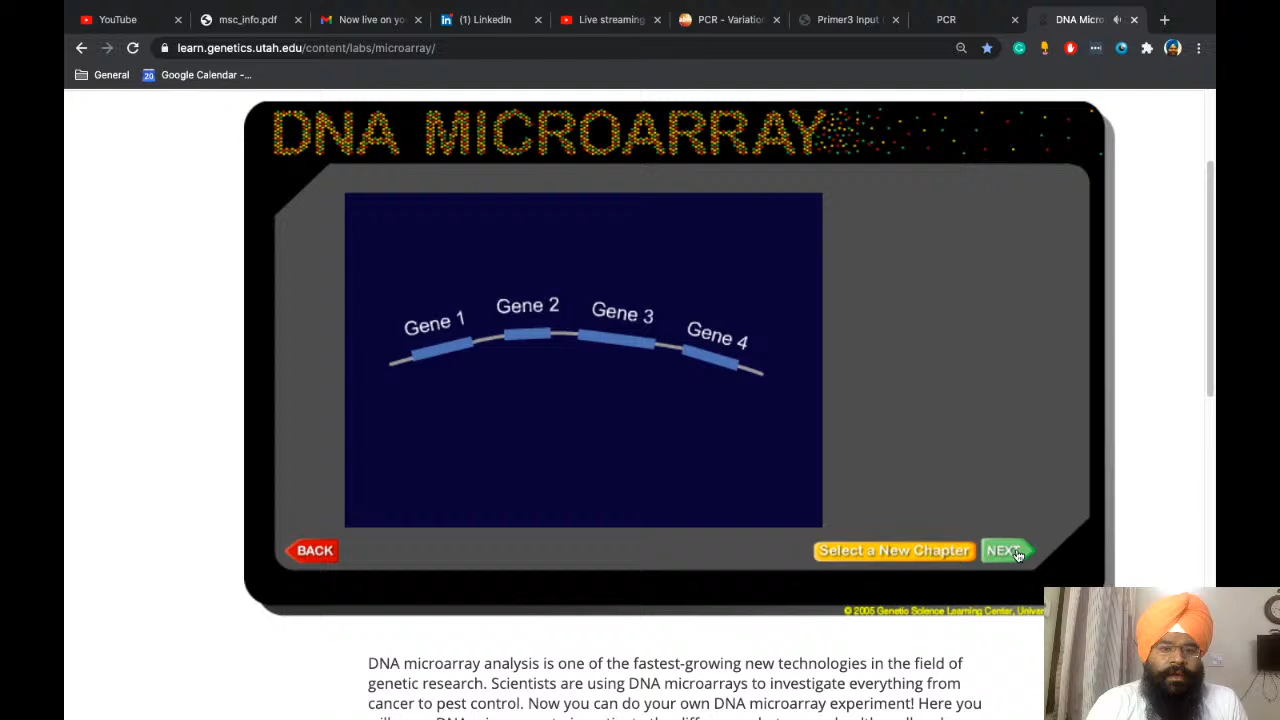 YouTube
msc_info.pdf
Now live on yo
(1) LinkedIn
Live streaming
PCR - Variation
Primer3 Input
PCR
DNA Micro
learn.genetics.utah.edu/content/labs/microarray/
General
20
Google Calendar -...
DNA MICROARRAY
Gene 1
Gene 2
Gene 3
Gene 4
BACK
Select a New Chapter
NEXT
© 2005 Genetic Science Learning Center,
DNA microarray analysis is one of the fastest-growing new technologies in the field of
genetic research. Scientists are using DNA microarrays to investigate everything from
cancer to pest control. Now you can do your own DNA microarray experiment! Here you